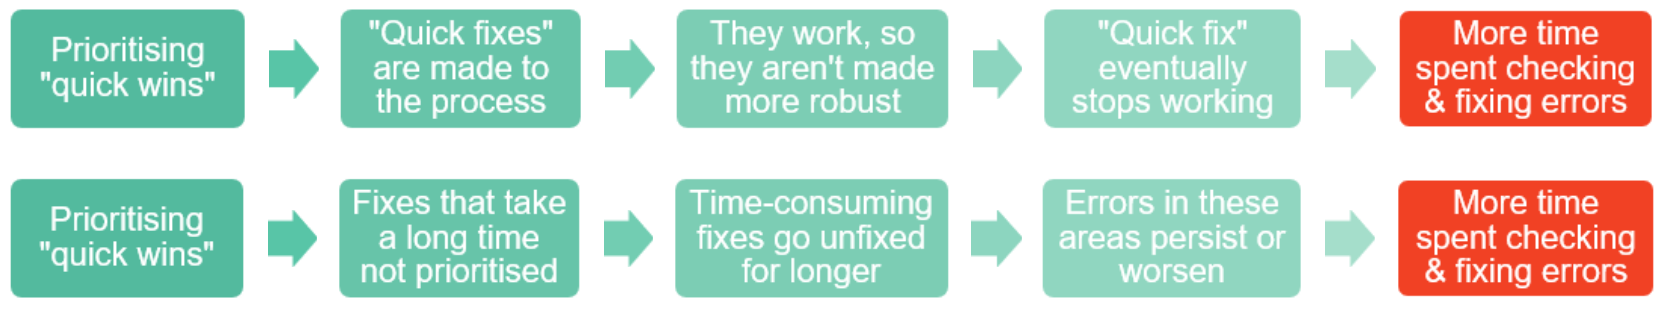 Prioritising
"quick wins"
"Quick fixes"
are made to
the process
They work, so
they aren't made
more robust
"Quick fix"
eventually
stops working
More time
spent checking
& fixing errors
Prioritising
"quick wins"
Fixes that take
a long time
not prioritised
Time-consuming
fixes go unfixed
for longer
Errors in these
areas persist or
worsen
More time
spent checking
& fixing errors